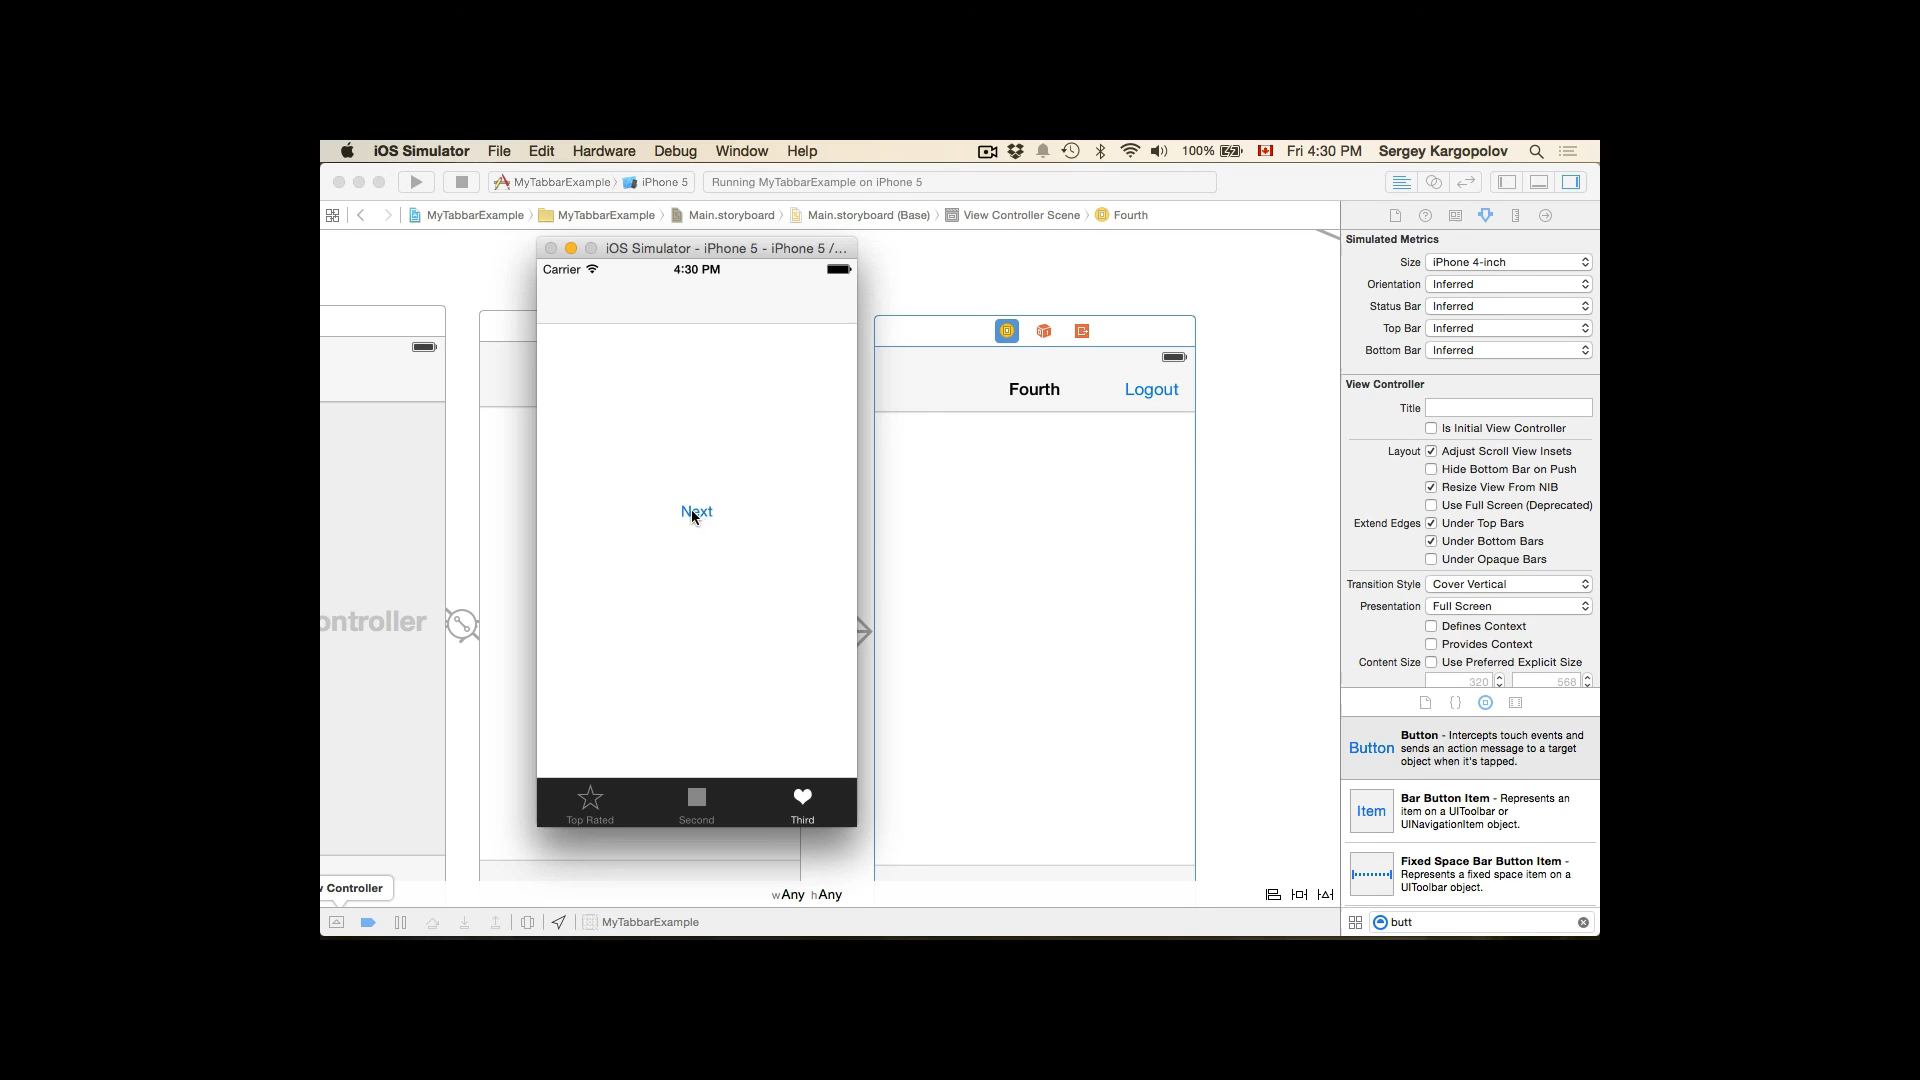 iOS Simulator File Edit Hardware Debug Window Help 100% Fri 4:30 PM Sergey Kargopolov
MyTabbarExample iPhone 5 Running MyTabbarExample on iPhone 5
MyTabbarExample MyTabbarExample Main.storyboard Main.storyboard (Base) View Controller Scene Fourth
iOS Simulator - iPhone 5 - iPhone 5 /...
Carrier 4:30 PM
Next
Top Rated Second Third
ontroller
Fourth Logout
Controller
wAny hAny
MyTabbarExample
Simulated Metrics
Size iPhone 4-inch
Orientation Inferred
Status Bar Inferred
Top Bar Inferred
Bottom Bar Inferred
View Controller
Title
Is Initial View Controller
Layout Adjust Scroll View Insets
Hide Bottom Bar on Push
Resize View From NIB
Use Full Screen (Deprecated)
Extend Edges Under Top Bars
Under Bottom Bars
Under Opaque Bars
Transition Style Cover Vertical
Presentation Full Screen
Defines Context
Provides Context
Content Size Use Preferred Explicit Size
320 568
Button Button - Intercepts touch events and
sends an action message to a target
object when it's tapped.
Item Bar Button Item - Represents an
item on a UIToolbar or
UINavigationItem object.
Fixed Space Bar Button Item -
Represents a fixed space item on a
UIToolbar object.
butt